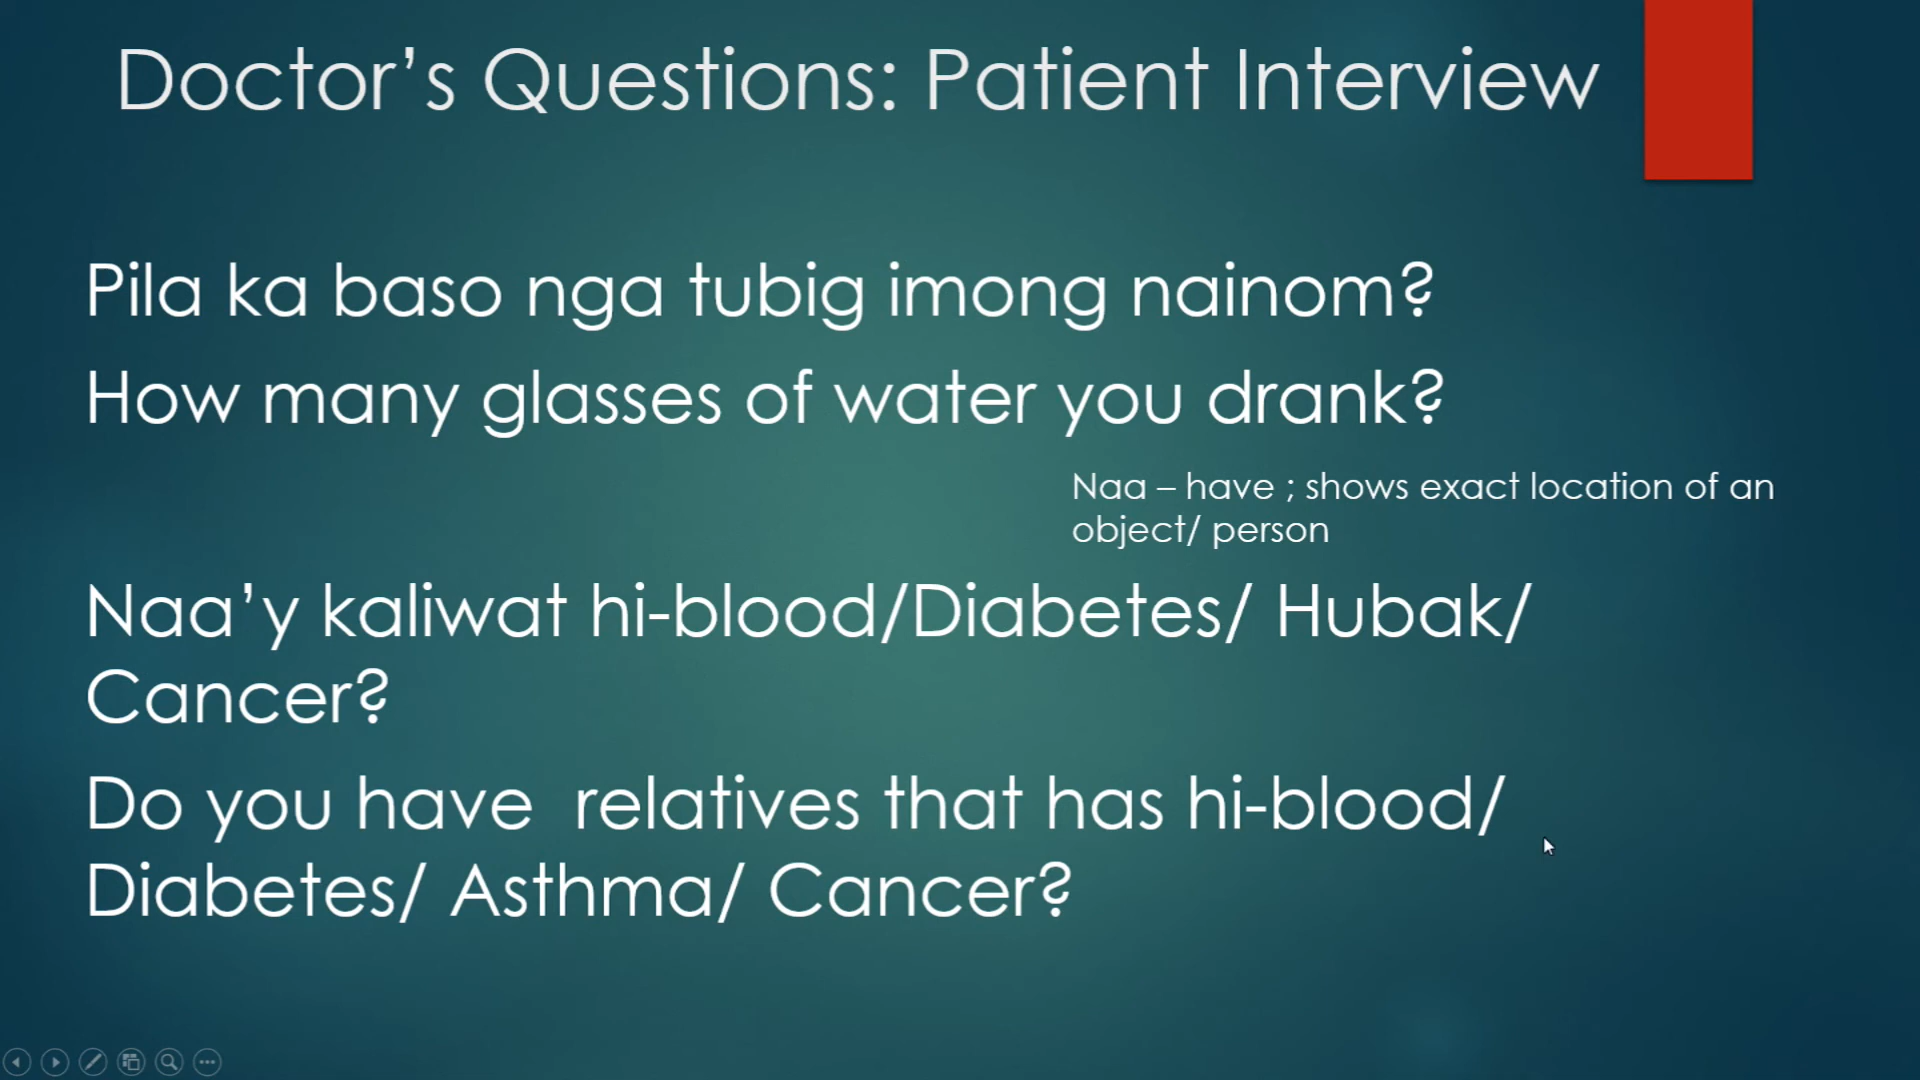 Doctor’s Questions: Patient Interview
Pila ka baso nga tubig imong nainom?
How many glasses of water you drank?
Naa – have ; shows exact location of an
object/ person
Naa’y kaliwat hi-blood/Diabetes/ Hubak/
Cancer?
Do you have  relatives that has hi-blood/
Diabetes/ Asthma/ Cancer?